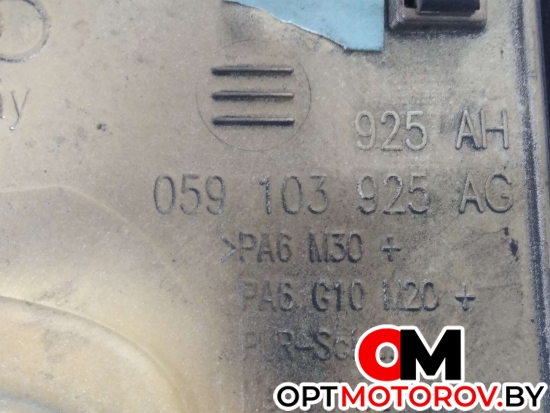 925 AH
059 103 925 AG
>PA6 M30 +
PA6 G10 M20 +
OM
OPTMOTOROV.BY